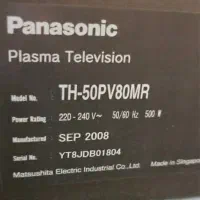 Panasonic
Plasma Television
Model No. TH-50PV80MR
Power Rating 220 - 240 V~ 50/60 Hz 500 W
Manufactured SEP 2008
Serial No. YT8JDB01804
Matsushita Electric Industrial Co., Ltd. Made in Singapore